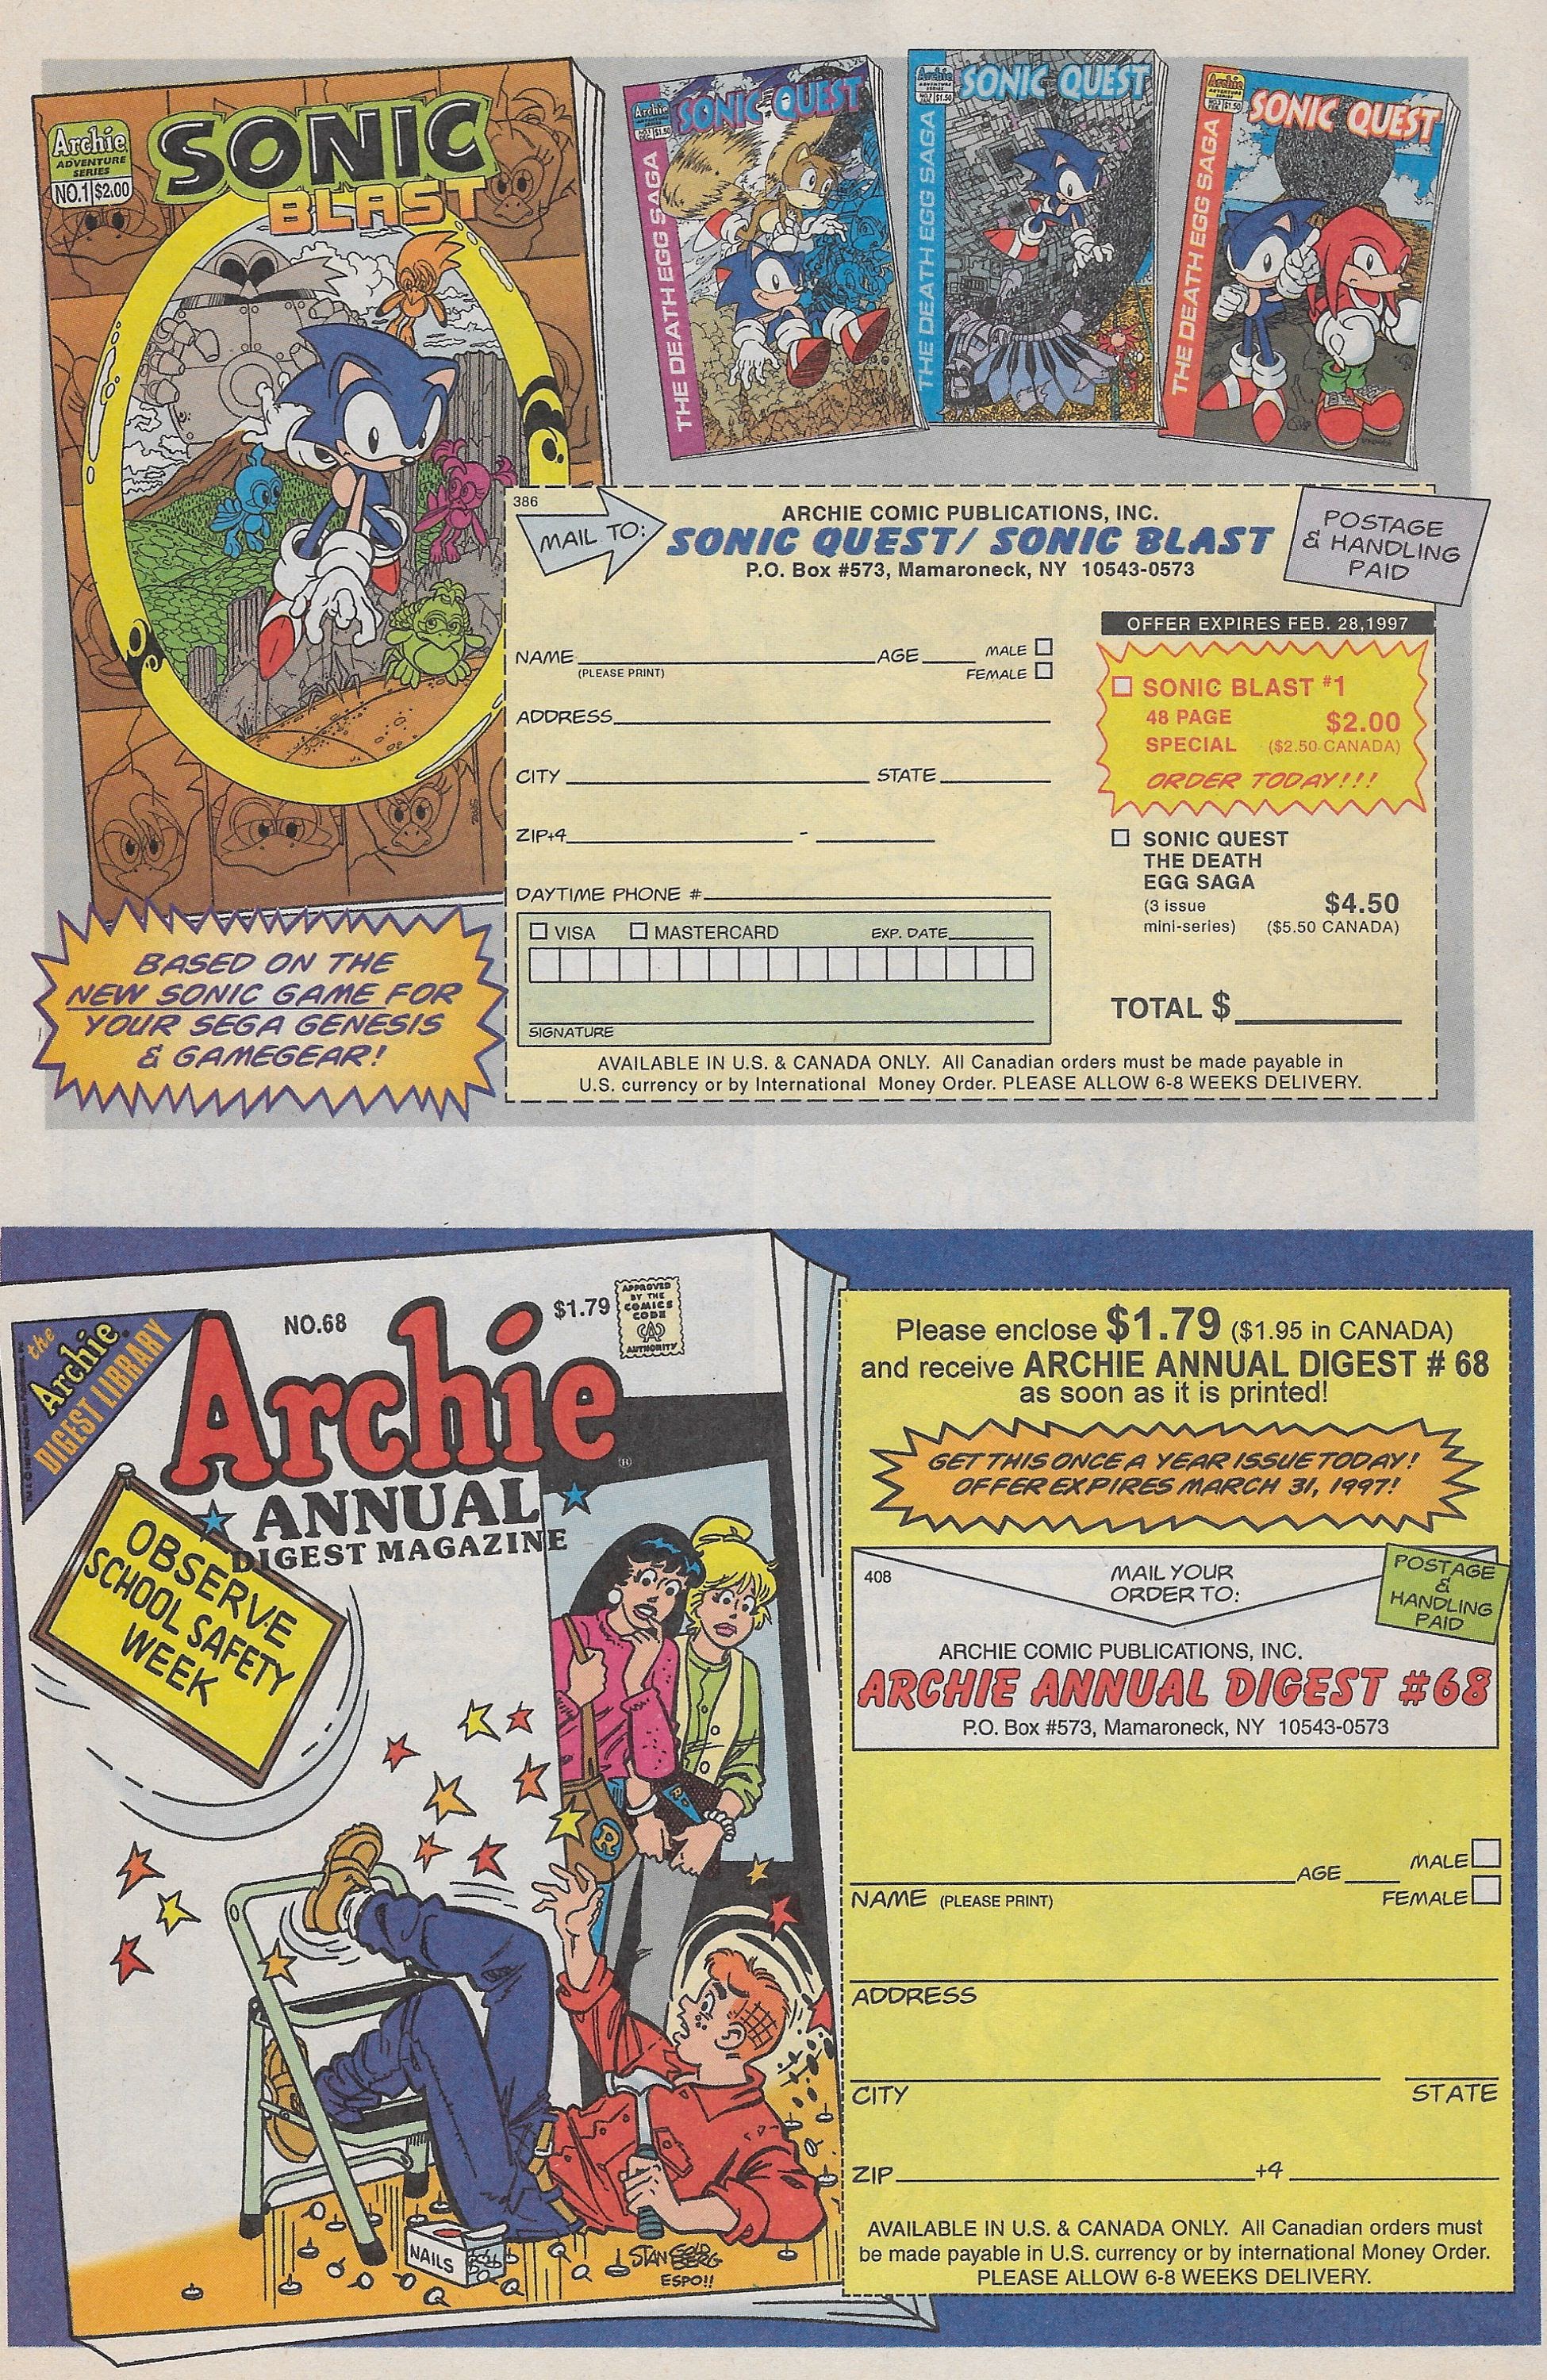 Archie
ADVENTURE
SERIES
NO.1 $2.00
SONIC
BLAST
Archie
$1.50
SONIC QUEST
THE DEATH EGG SAGA
Archie
ADVENTURE
SERIES
$1.50
SONIC QUEST
THE DEATH EGG SAGA
Archie
ADVENTURE
SERIES
$1.50
SONIC QUEST
THE DEATH EGG SAGA
BASED ON THE
NEW SONIC GAME FOR
YOUR SEGA GENESIS
& GAMEGEAR!
386
MAIL TO:
ARCHIE COMIC PUBLICATIONS, INC.
SONIC QUEST/ SONIC BLAST
P.O. Box #573, Mamaroneck, NY 10543-0573
POSTAGE
& HANDLING
PAID
NAME AGE MALE
(PLEASE PRINT) FEMALE
ADDRESS
CITY STATE
ZIP+4 -
DAYTIME PHONE #
VISA MASTERCARD EXP. DATE
SIGNATURE
OFFER EXPIRES FEB. 28,1997
SONIC BLAST #1
48 PAGE $2.00
SPECIAL ($2.50 CANADA)
ORDER TODAY!!!
SONIC QUEST
THE DEATH
EGG SAGA
(3 issue $4.50
mini-series) ($5.50 CANADA)
TOTAL $
AVAILABLE IN U.S. & CANADA ONLY. All Canadian orders must be made payable in
U.S. currency or by International Money Order. PLEASE ALLOW 6-8 WEEKS DELIVERY.
the
Archie
DIGEST LIBRARY
NO.68
$1.79
APPROVED
BY THE
COMICS
CODE
AUTHORITY
Archie®
ANNUAL
DIGEST MAGAZINE
OBSERVE
SCHOOL SAFETY
WEEK
R
R
NAILS
STAN GOLDBERG
ESPO!!
Please enclose $1.79 ($1.95 in CANADA)
and receive ARCHIE ANNUAL DIGEST # 68
as soon as it is printed!
GET THIS ONCE A YEAR ISSUE TODAY!
OFFER EXPIRES MARCH 31, 1997!
408
MAIL YOUR
ORDER TO:
POSTAGE
&
HANDLING
PAID
ARCHIE COMIC PUBLICATIONS, INC.
ARCHIE ANNUAL DIGEST #68
P.O. Box #573, Mamaroneck, NY 10543-0573
AGE MALE
NAME (PLEASE PRINT) FEMALE
ADDRESS
CITY STATE
ZIP +4
AVAILABLE IN U.S. & CANADA ONLY. All Canadian orders must
be made payable in U.S. currency or by international Money Order.
PLEASE ALLOW 6-8 WEEKS DELIVERY.